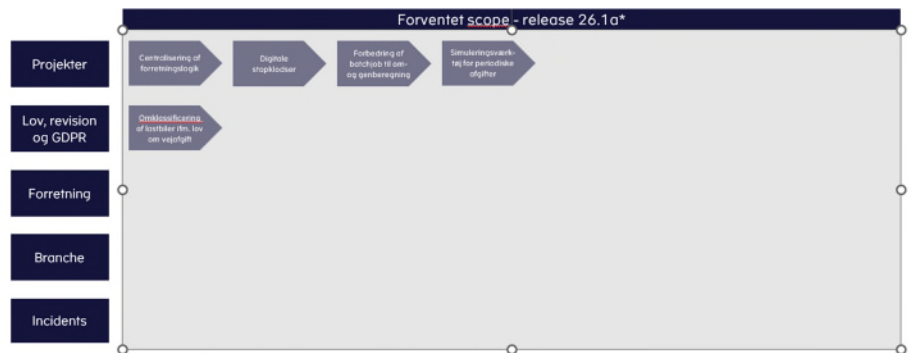 Forventet scope - release 26.1a*
Projekter
Centralisering af
forretningslogik
Digitale
stopklodser
Forbedring af
batchjob til om-
og genberegning
Simuleringsværk-
tøj for periodiske
afgifter
Lov, revision
og GDPR
Omklassificering
af lastbiler ifm. lov
om vejafgift
Forretning
Branche
Incidents